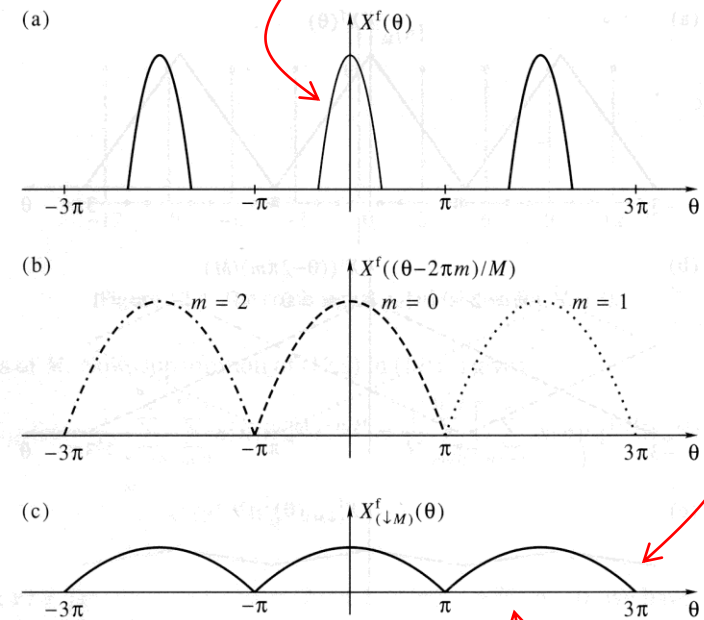 (a)
X^f(θ)
−3π −π π 3π θ
(b)
X^f((θ−2πm)/M)
m = 2 m = 0 m = 1
−3π −π π 3π θ
(c)
X^f_(↓M)(θ)
−3π −π π 3π θ